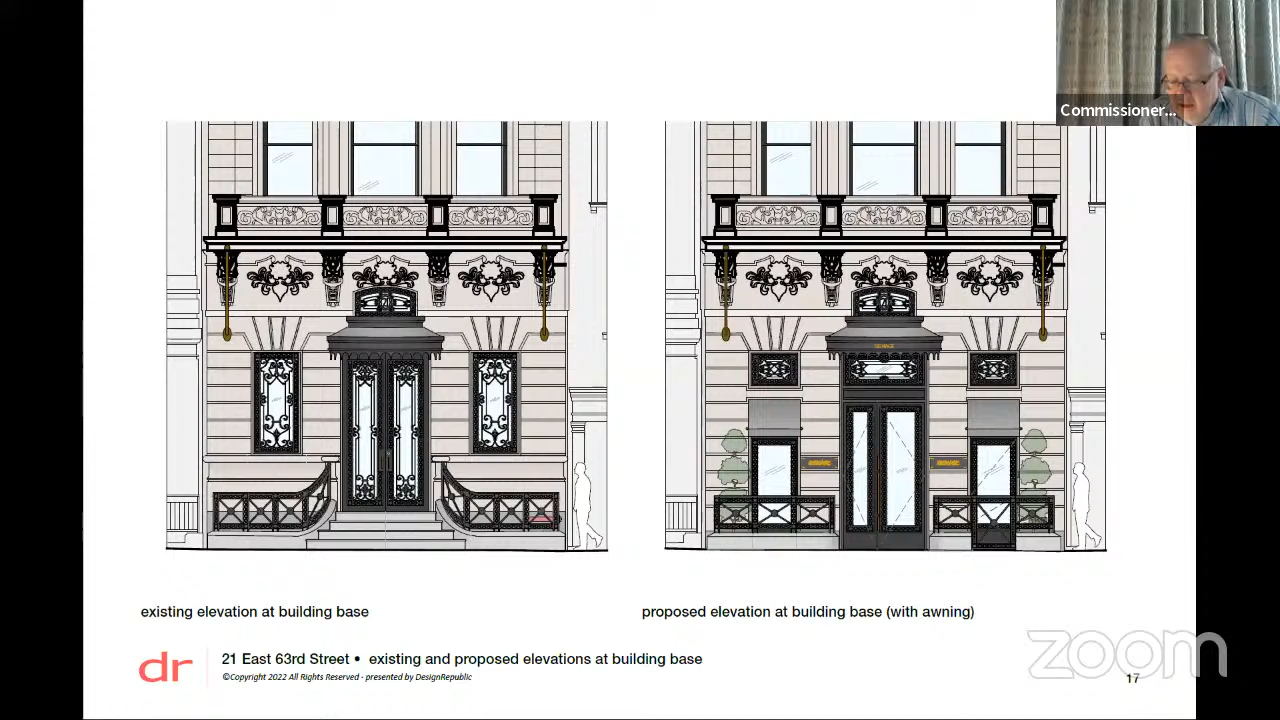 Commissioner...
SIGNAGE
existing elevation at building base
proposed elevation at building base (with awning)
dr
21 East 63rd Street • existing and proposed elevations at building base
©Copyright 2022 All Rights Reserved - presented by DesignRepublic
zoom
17